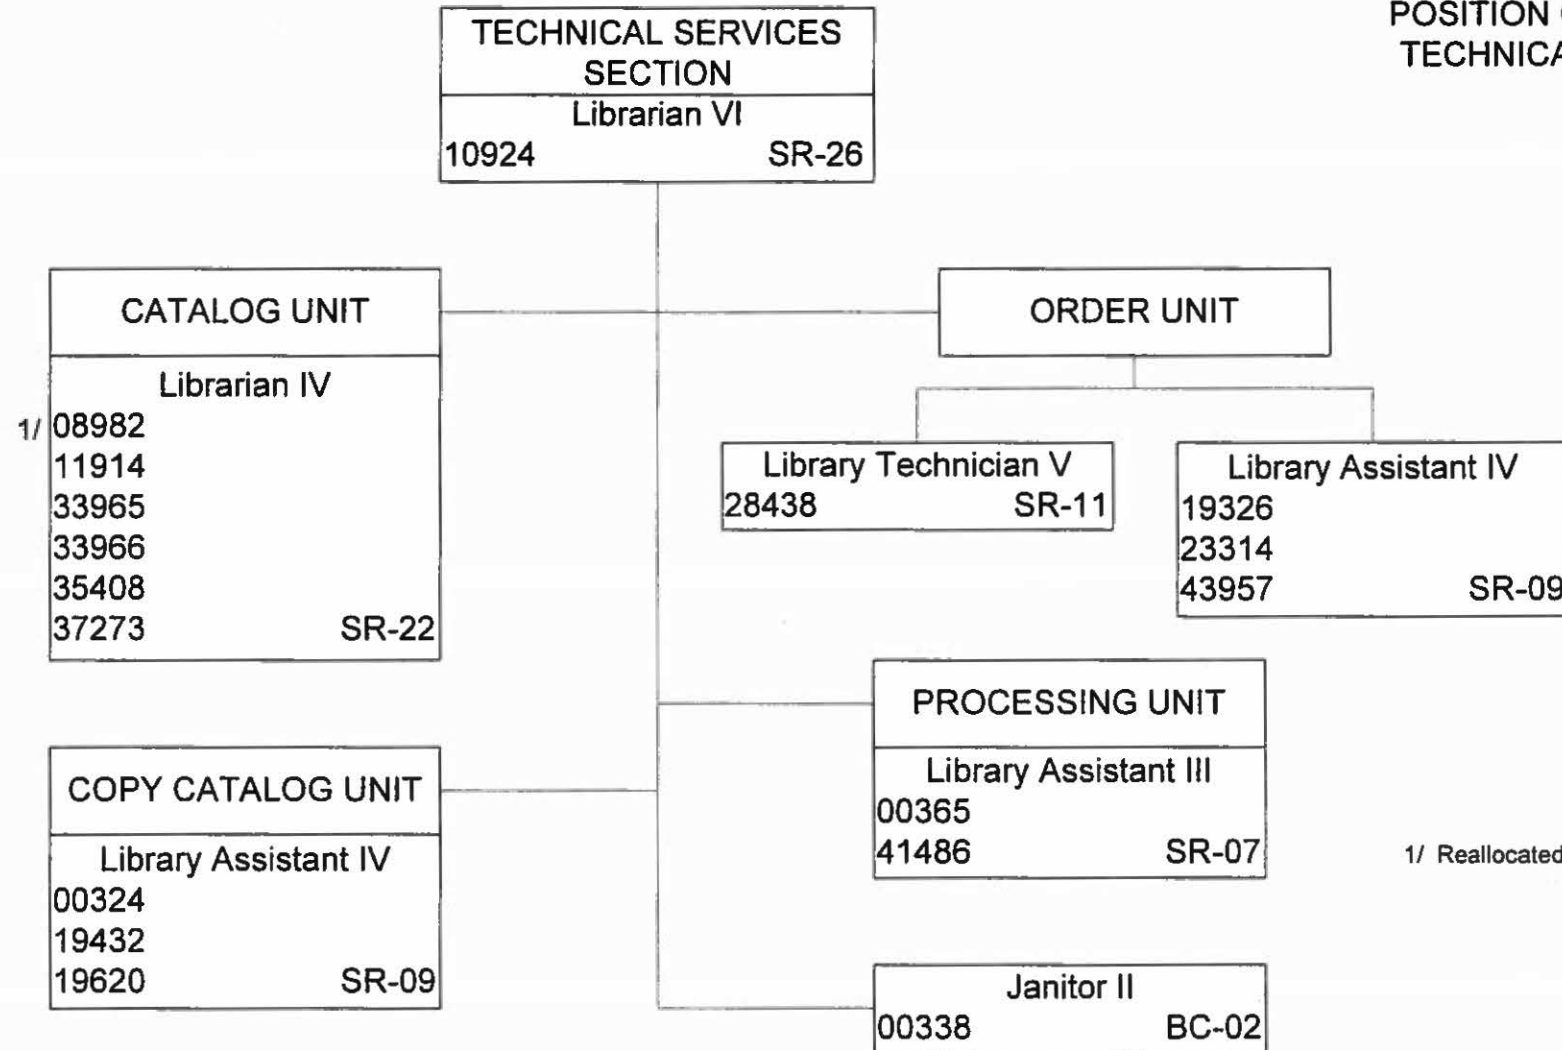 POSITION
TECHNICA
TECHNICAL SERVICES
SECTION
Librarian VI
10924 SR-26
CATALOG UNIT
Librarian IV
1/ 08982
11914
33965
33966
35408
37273 SR-22
ORDER UNIT
Library Technician V
28438 SR-11
Library Assistant IV
19326
23314
43957 SR-09
PROCESSING UNIT
Library Assistant III
00365
41486 SR-07
COPY CATALOG UNIT
Library Assistant IV
00324
19432
19620 SR-09
1/ Reallocated
Janitor II
00338 BC-02